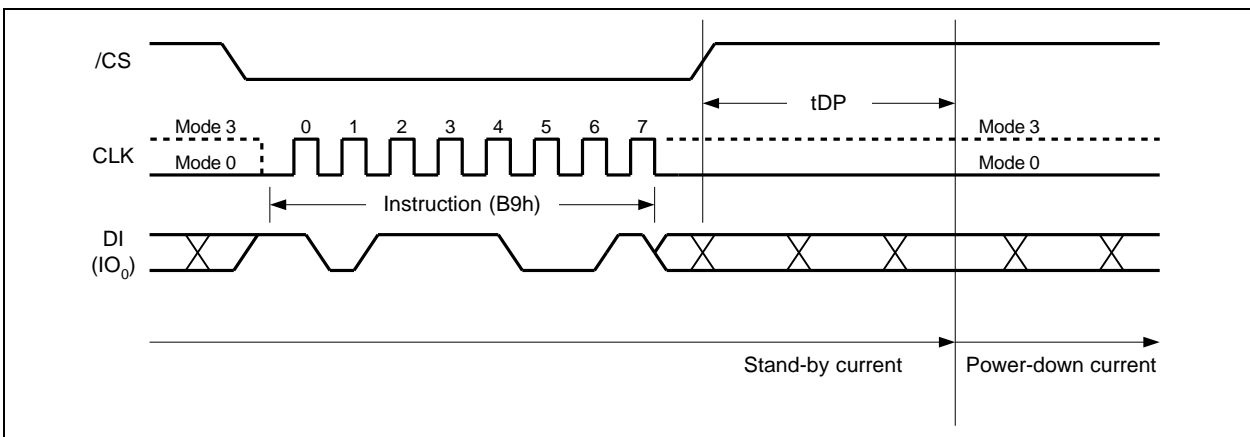 /CS
tDP
Mode 3
0 1 2 3 4 5 6 7
Mode 3
CLK
Mode 0
Mode 0
Instruction (B9h)
DI
(IO₀)
Stand-by current
Power-down current